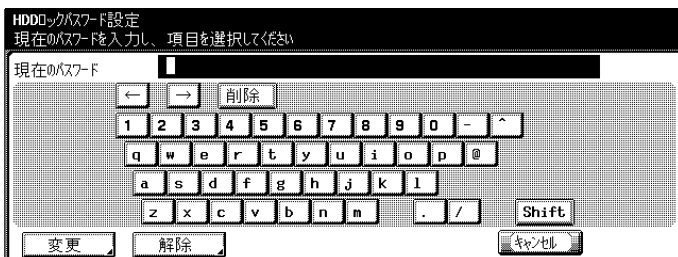 HDDロックパスワード設定
現在のパスワードを入力し、項目を選択してください
現在のパスワード
← → 削除
1 2 3 4 5 6 7 8 9 0 - ^
q w e r t y u i o p @
a s d f g h j k l
z x c v b n m . / Shift
変更 解除 キャンセル